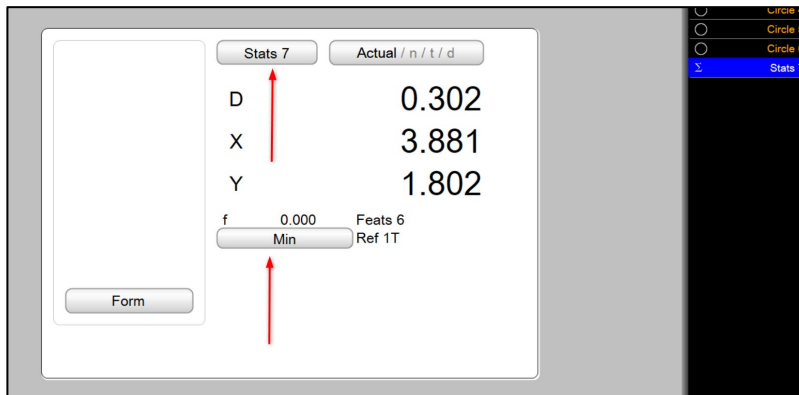 Stats 7
Actual / n / t / d
D 0.302
X 3.881
Y 1.802
f 0.000 Feats 6
Min Ref 1T
Form
Circle
Circle
Circle
Σ Stats